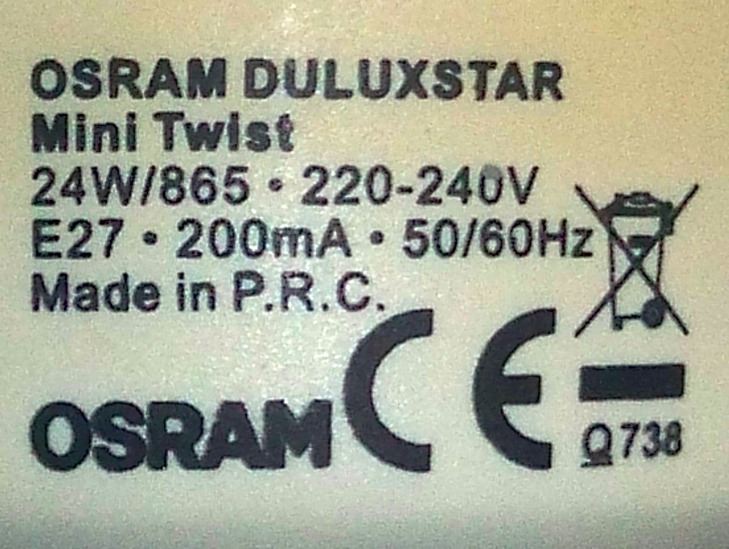 OSRAM DULUXSTAR
Mini Twist
24W/865 • 220-240V
E27 • 200mA • 50/60Hz
Made in P.R.C.
OSRAM CE
Q738